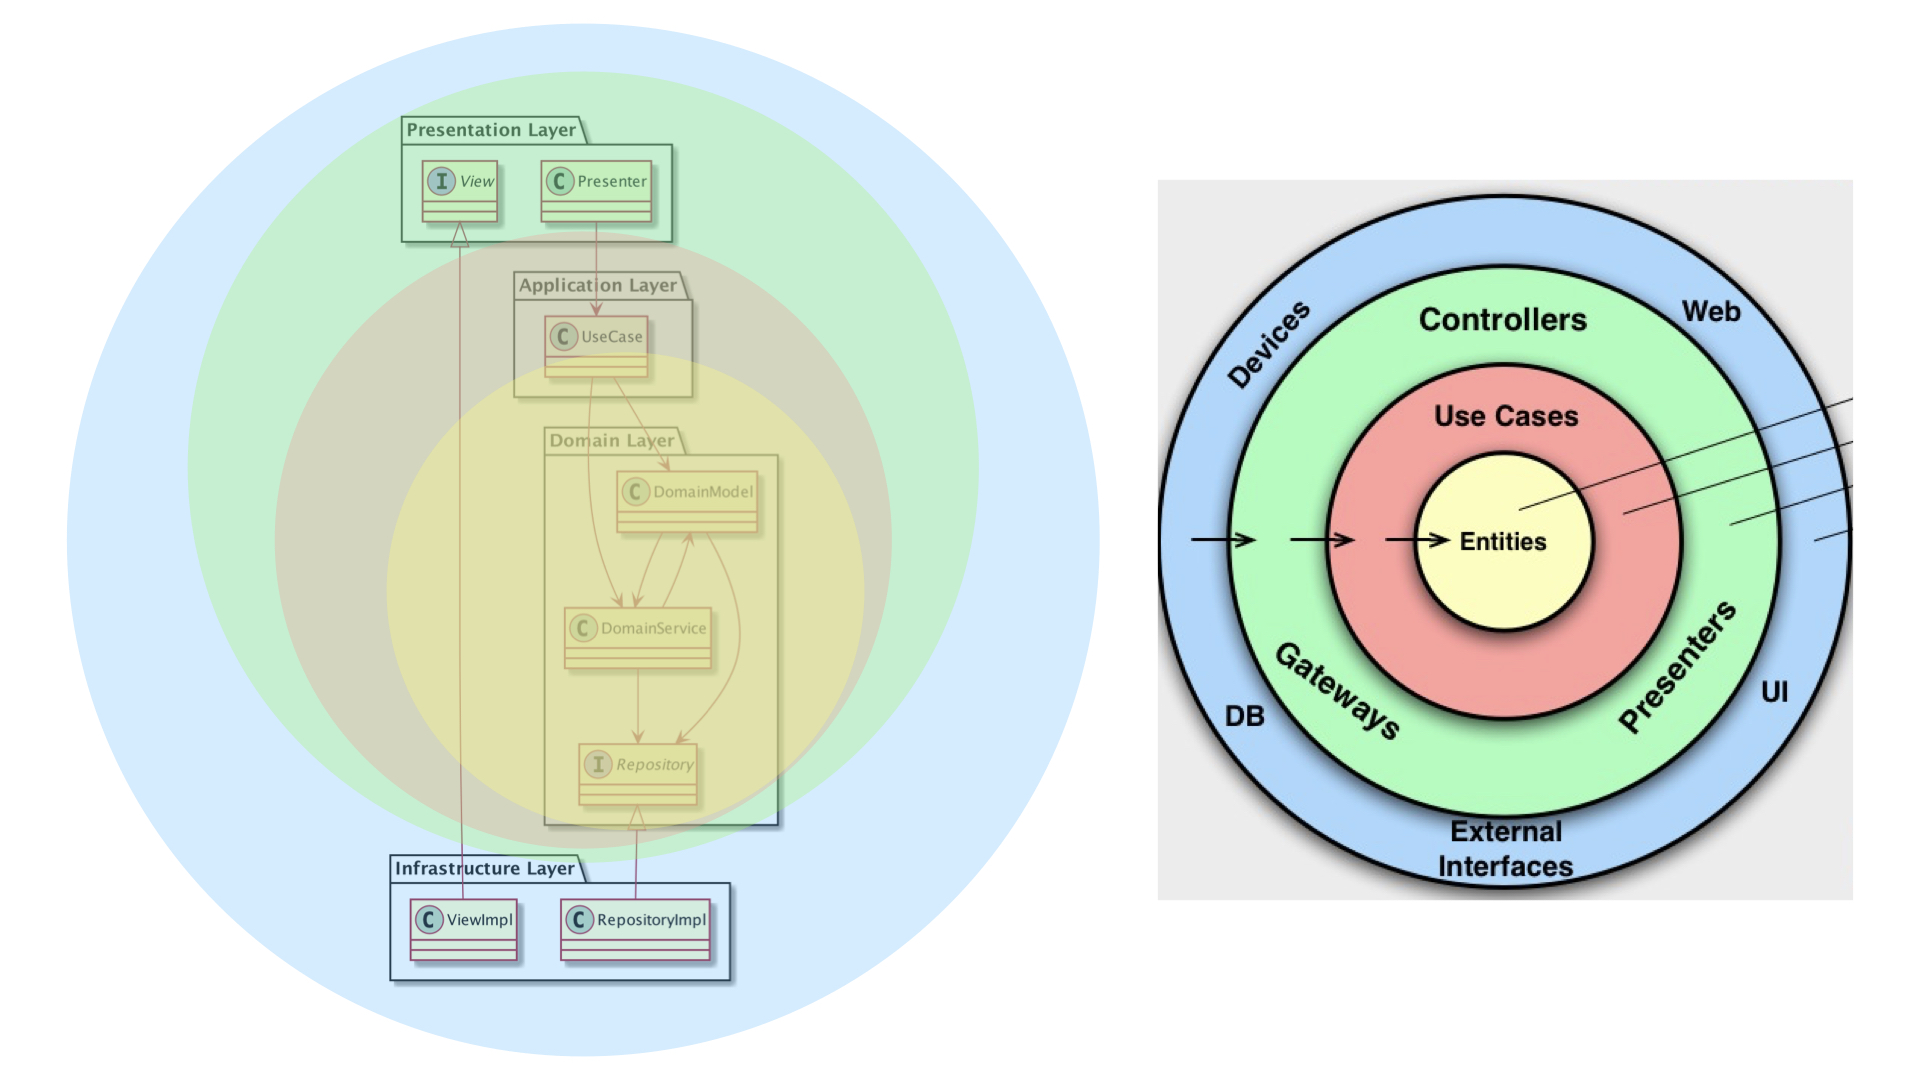 Presentation Layer
I View
C Presenter
Application Layer
C UseCase
Domain Layer
C DomainModel
C DomainService
I Repository
Infrastructure Layer
C ViewImpl
C RepositoryImpl
Devices
Web
Controllers
Use Cases
Entities
Gateways
Presenters
DB
UI
External
Interfaces